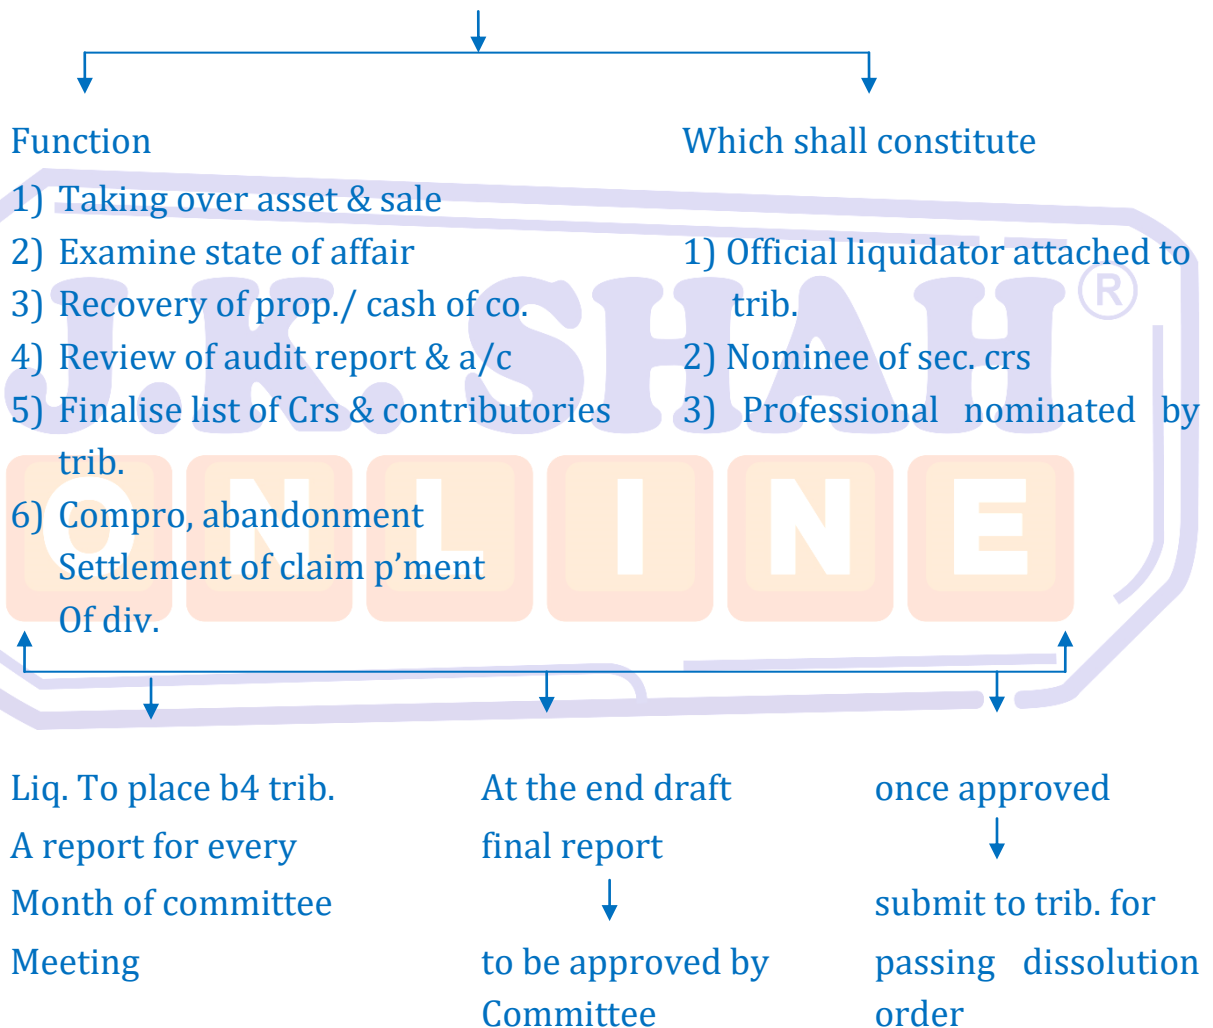 Function
1) Taking over asset & sale
2) Examine state of affair
3) Recovery of prop./ cash of co.
4) Review of audit report & a/c
5) Finalise list of Crs & contributories
trib.
6) Compro, abandonment
Settlement of claim p’ment
Of div.
Which shall constitute
1) Official liquidator attached to
trib.
2) Nominee of sec. crs
3) Professional nominated by
J.K. SHAH®
ONLINE
Liq. To place b4 trib.
A report for every
Month of committee
Meeting
At the end draft
final report
to be approved by
Committee
once approved
submit to trib. for
passing dissolution
order